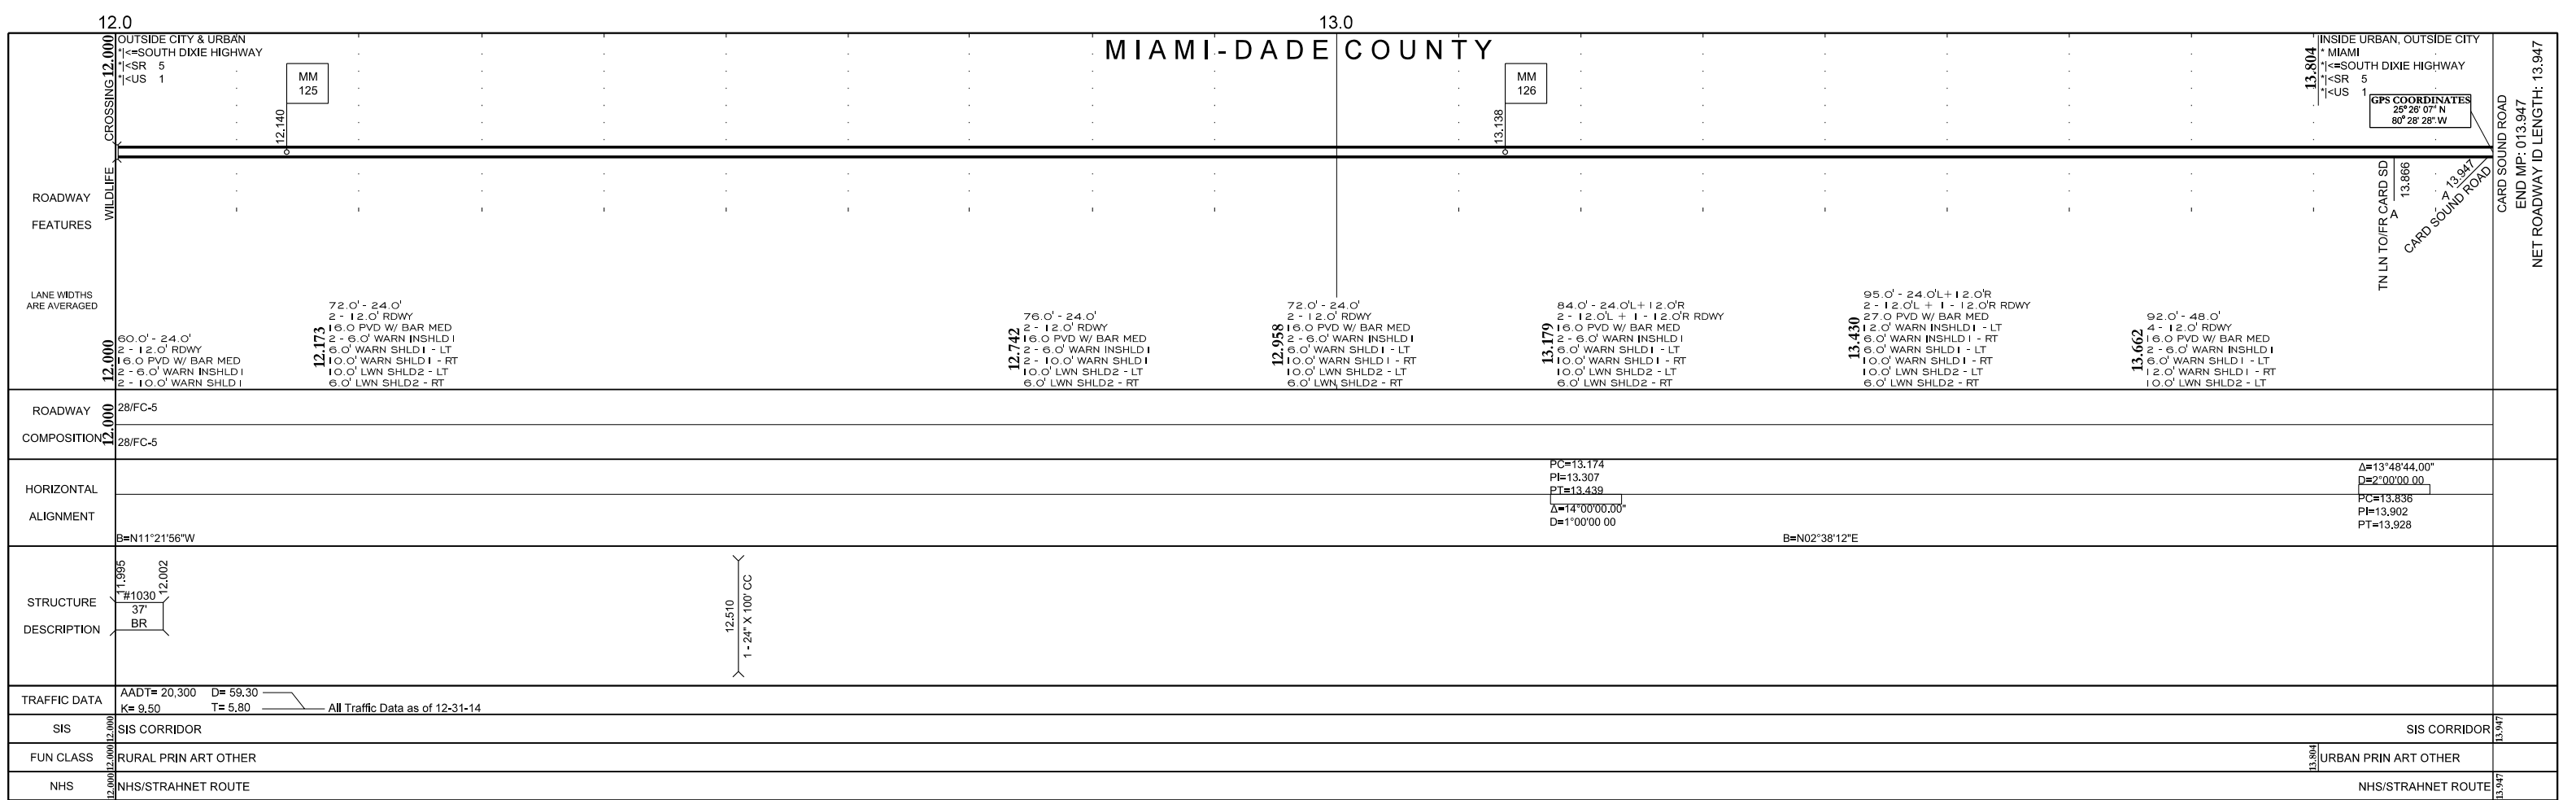 12.0
13.0
MIAMI-DADE COUNTY
WILDLIFE CROSSING
12.000
OUTSIDE CITY & URBAN
*|<=SOUTH DIXIE HIGHWAY
*|<SR 5
*|<US 1
MM
125
12.140
MM
126
13.138
13.804
INSIDE URBAN, OUTSIDE CITY
* MIAMI
*|<=SOUTH DIXIE HIGHWAY
*|<SR 5
*|<US 1
GPS COORDINATES
25° 26' 07" N
80° 28' 28" W
CARD SOUND ROAD
END MP: 013.947
NET ROADWAY ID LENGTH: 13.947
TN LN TO/FR CARD SD
13.866
A
13.947
A
CARD SOUND ROAD
ROADWAY
FEATURES
LANE WIDTHS
ARE AVERAGED
12.000
60.0' - 24.0'
2 - 12.0' RDWY
16.0 PVD W/ BAR MED
2 - 6.0' WARN INSHLD1
2 - 10.0' WARN SHLD1
12.173
72.0' - 24.0'
2 - 12.0' RDWY
16.0 PVD W/ BAR MED
2 - 6.0' WARN INSHLD1
6.0' WARN SHLD1 - LT
10.0' WARN SHLD1 - RT
10.0' LWN SHLD2 - LT
6.0' LWN SHLD2 - RT
12.742
76.0' - 24.0'
2 - 12.0' RDWY
16.0 PVD W/ BAR MED
2 - 6.0' WARN INSHLD1
2 - 10.0' WARN SHLD1
10.0' LWN SHLD2 - LT
6.0' LWN SHLD2 - RT
12.958
72.0' - 24.0'
2 - 12.0' RDWY
16.0 PVD W/ BAR MED
2 - 6.0' WARN INSHLD1
6.0' WARN SHLD1 - LT
10.0' WARN SHLD1 - RT
10.0' LWN SHLD2 - LT
6.0' LWN SHLD2 - RT
13.179
84.0' - 24.0'L+12.0'R
2 - 12.0'L + 1 - 12.0'R RDWY
16.0 PVD W/ BAR MED
2 - 6.0' WARN INSHLD1
6.0' WARN SHLD1 - LT
10.0' WARN SHLD1 - RT
10.0' LWN SHLD2 - LT
6.0' LWN SHLD2 - RT
13.430
95.0' - 24.0'L+12.0'R
2 - 12.0'L + 1 - 12.0'R RDWY
27.0 PVD W/ BAR MED
12.0' WARN INSHLD1 - LT
6.0' WARN INSHLD1 - RT
6.0' WARN SHLD1 - LT
10.0' WARN SHLD1 - RT
10.0' LWN SHLD2 - LT
6.0' LWN SHLD2 - RT
13.662
92.0' - 48.0'
4 - 12.0' RDWY
16.0 PVD W/ BAR MED
2 - 6.0' WARN INSHLD1
6.0' WARN SHLD1 - LT
12.0' WARN SHLD1 - RT
10.0' LWN SHLD2 - LT
ROADWAY
COMPOSITION
12.000
28/FC-5
28/FC-5
HORIZONTAL
ALIGNMENT
B=N11°21'56"W
PC=13.174
PI=13.307
PT=13.439
Δ=14°00'00.00"
D=1°00'00 00
B=N02°38'12"E
Δ=13°48'44.00"
D=2°00'00 00
PC=13.836
PI=13.902
PT=13.928
STRUCTURE
DESCRIPTION
11.995
12.002
#1030
37'
BR
12.510
1 - 24" X 100' CC
TRAFFIC DATA
AADT= 20,300 D= 59.30
K= 9.50 T= 5.80
All Traffic Data as of 12-31-14
SIS
12.000
SIS CORRIDOR
SIS CORRIDOR
13.947
FUN CLASS
12.000
RURAL PRIN ART OTHER
13.804
URBAN PRIN ART OTHER
NHS
12.000
NHS/STRAHNET ROUTE
NHS/STRAHNET ROUTE
13.947